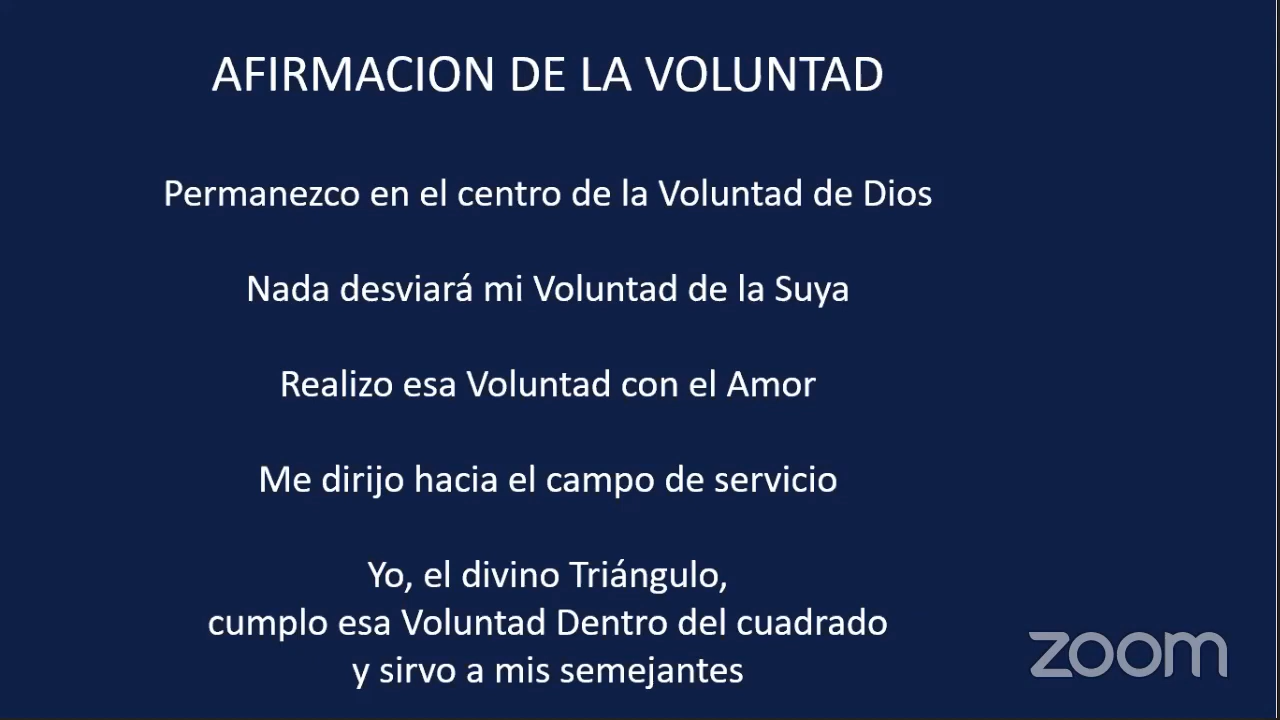 AFIRMACION DE LA VOLUNTAD
Permanezco en el centro de la Voluntad de Dios
Nada desviará mi Voluntad de la Suya
Realizo esa Voluntad con el Amor
Me dirijo hacia el campo de servicio
Yo, el divino Triángulo,
cumplo esa Voluntad Dentro del cuadrado
y sirvo a mis semejantes
zoom